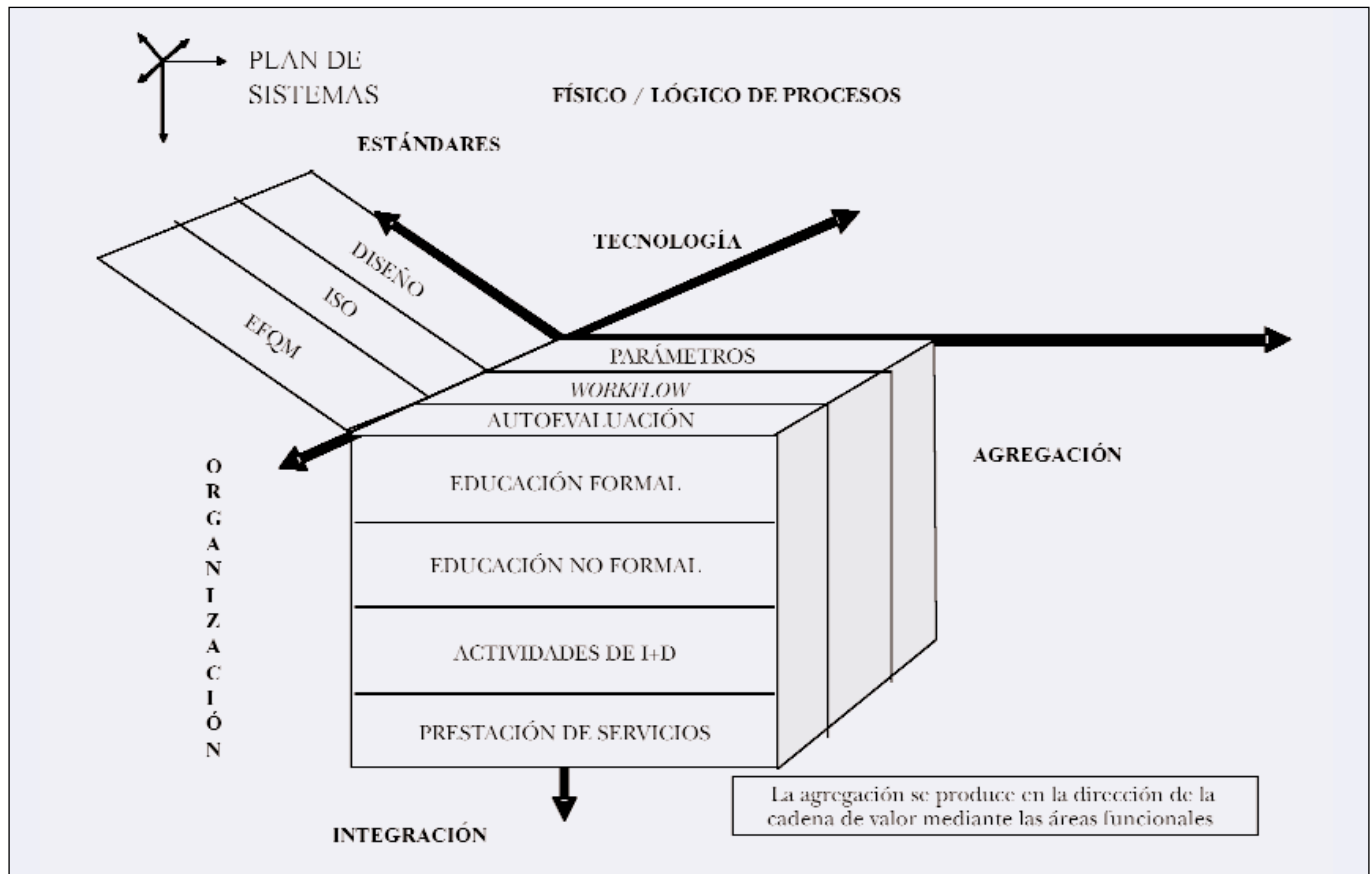 PLAN DE
SISTEMAS
FÍSICO / LÓGICO DE PROCESOS
ESTÁNDARES
TECNOLOGÍA
DISEÑO
ISO
EFQM
PARÁMETROS
WORKFLOW
AUTOEVALUACIÓN
AGREGACIÓN
ORGANIZACIÓN
EDUCACIÓN FORMAL
EDUCACIÓN NO FORMAL
ACTIVIDADES DE I+D
PRESTACIÓN DE SERVICIOS
INTEGRACIÓN
La agregación se produce en la dirección de la
cadena de valor mediante las áreas funcionales